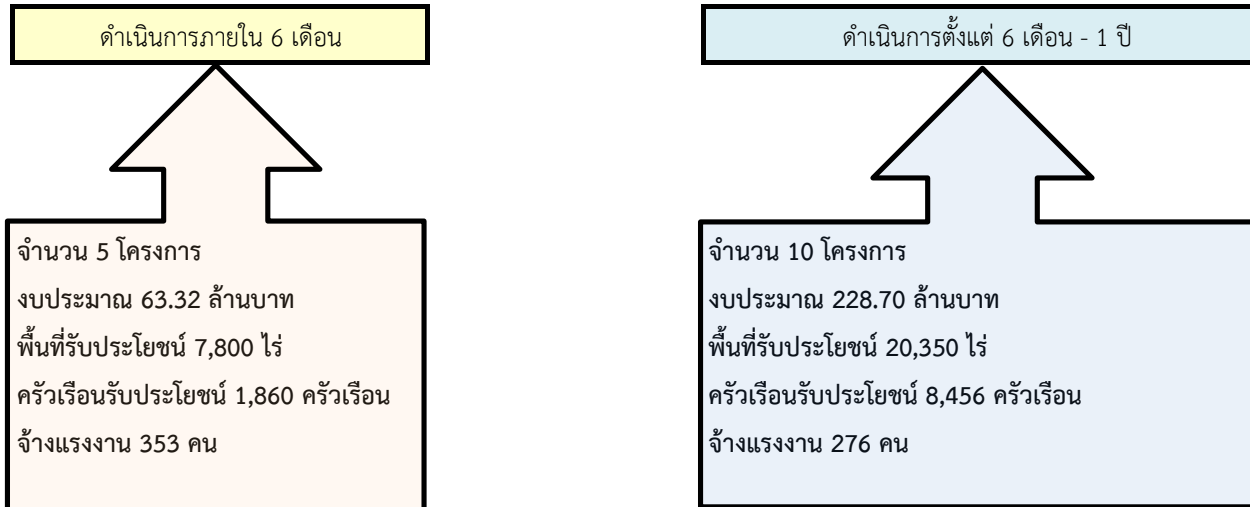 ดำเนินการภายใน 6 เดือน
จำนวน 5 โครงการ
งบประมาณ 63.32 ล้านบาท
พื้นที่รับประโยชน์ 7,800 ไร่
ครัวเรือนรับประโยชน์ 1,860 ครัวเรือน
จ้างแรงงาน 353 คน
ดำเนินการตั้งแต่ 6 เดือน - 1 ปี
จำนวน 10 โครงการ
งบประมาณ 228.70 ล้านบาท
พื้นที่รับประโยชน์ 20,350 ไร่
ครัวเรือนรับประโยชน์ 8,456 ครัวเรือน
จ้างแรงงาน 276 คน